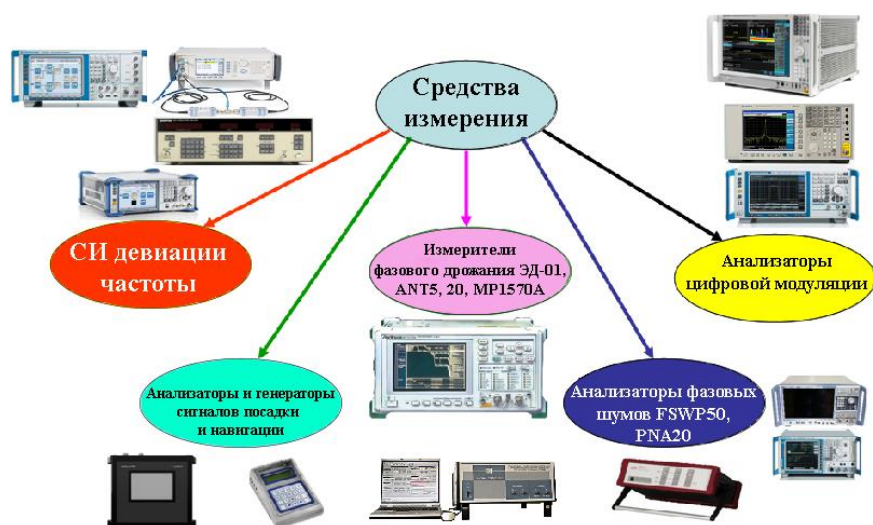 Средства
измерения
СИ девиации
частоты
Измерители
фазового дрожания ЭД-01,
ANT5, 20, MP1570A
Анализаторы
цифровой модуляции
Анализаторы и генераторы
сигналов посадки
и навигации
Анализаторы фазовых
шумов FSWP50,
PNA20